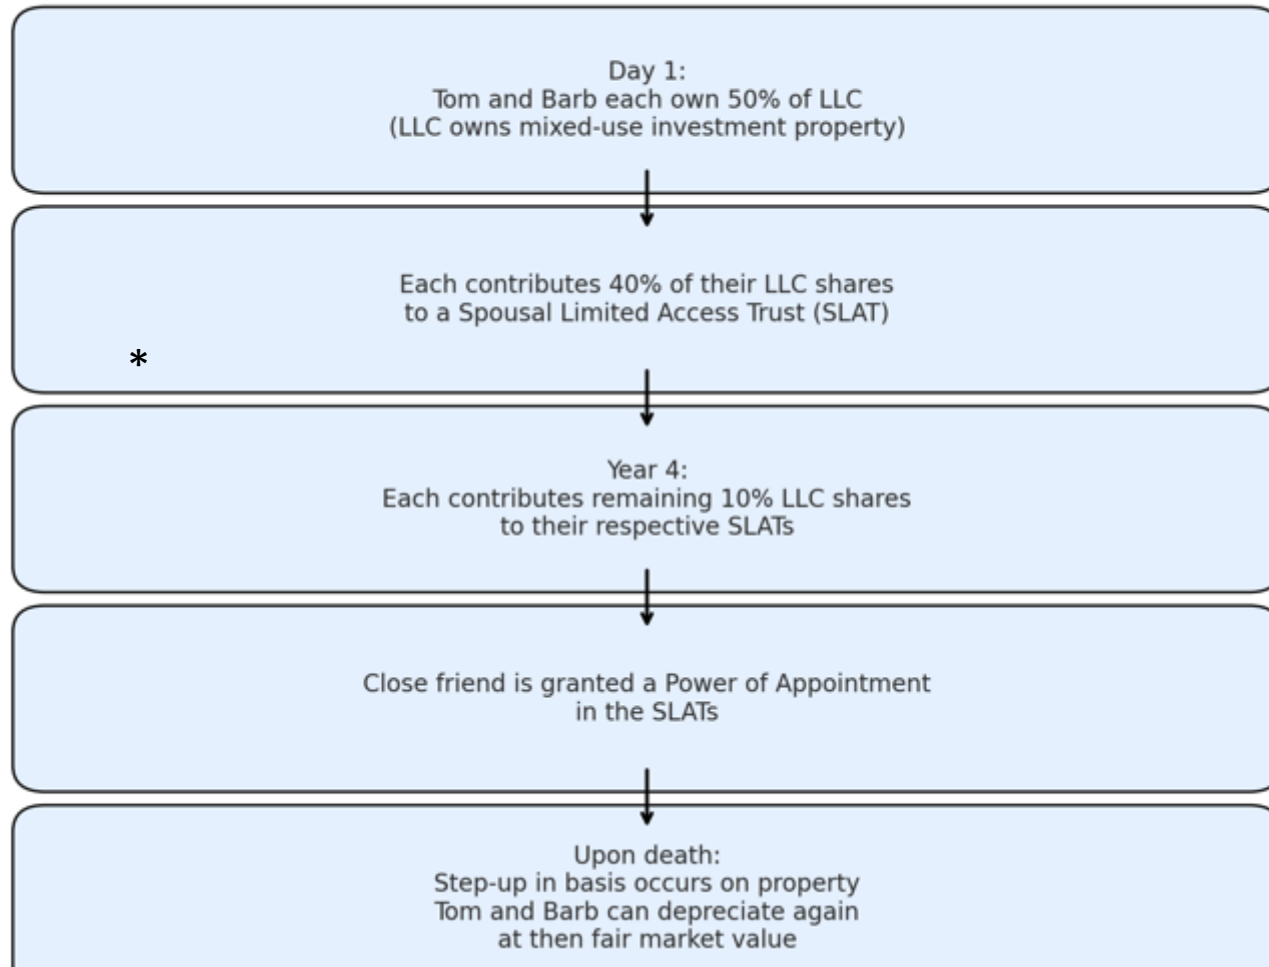 Day 1:
Tom and Barb each own 50% of LLC
(LLC owns mixed-use investment property)
Each contributes 40% of their LLC shares
to a Spousal Limited Access Trust (SLAT)
*
Year 4:
Each contributes remaining 10% LLC shares
to their respective SLATs
Close friend is granted a Power of Appointment
in the SLATs
Upon death:
Step-up in basis occurs on property
Tom and Barb can depreciate again
at then fair market value